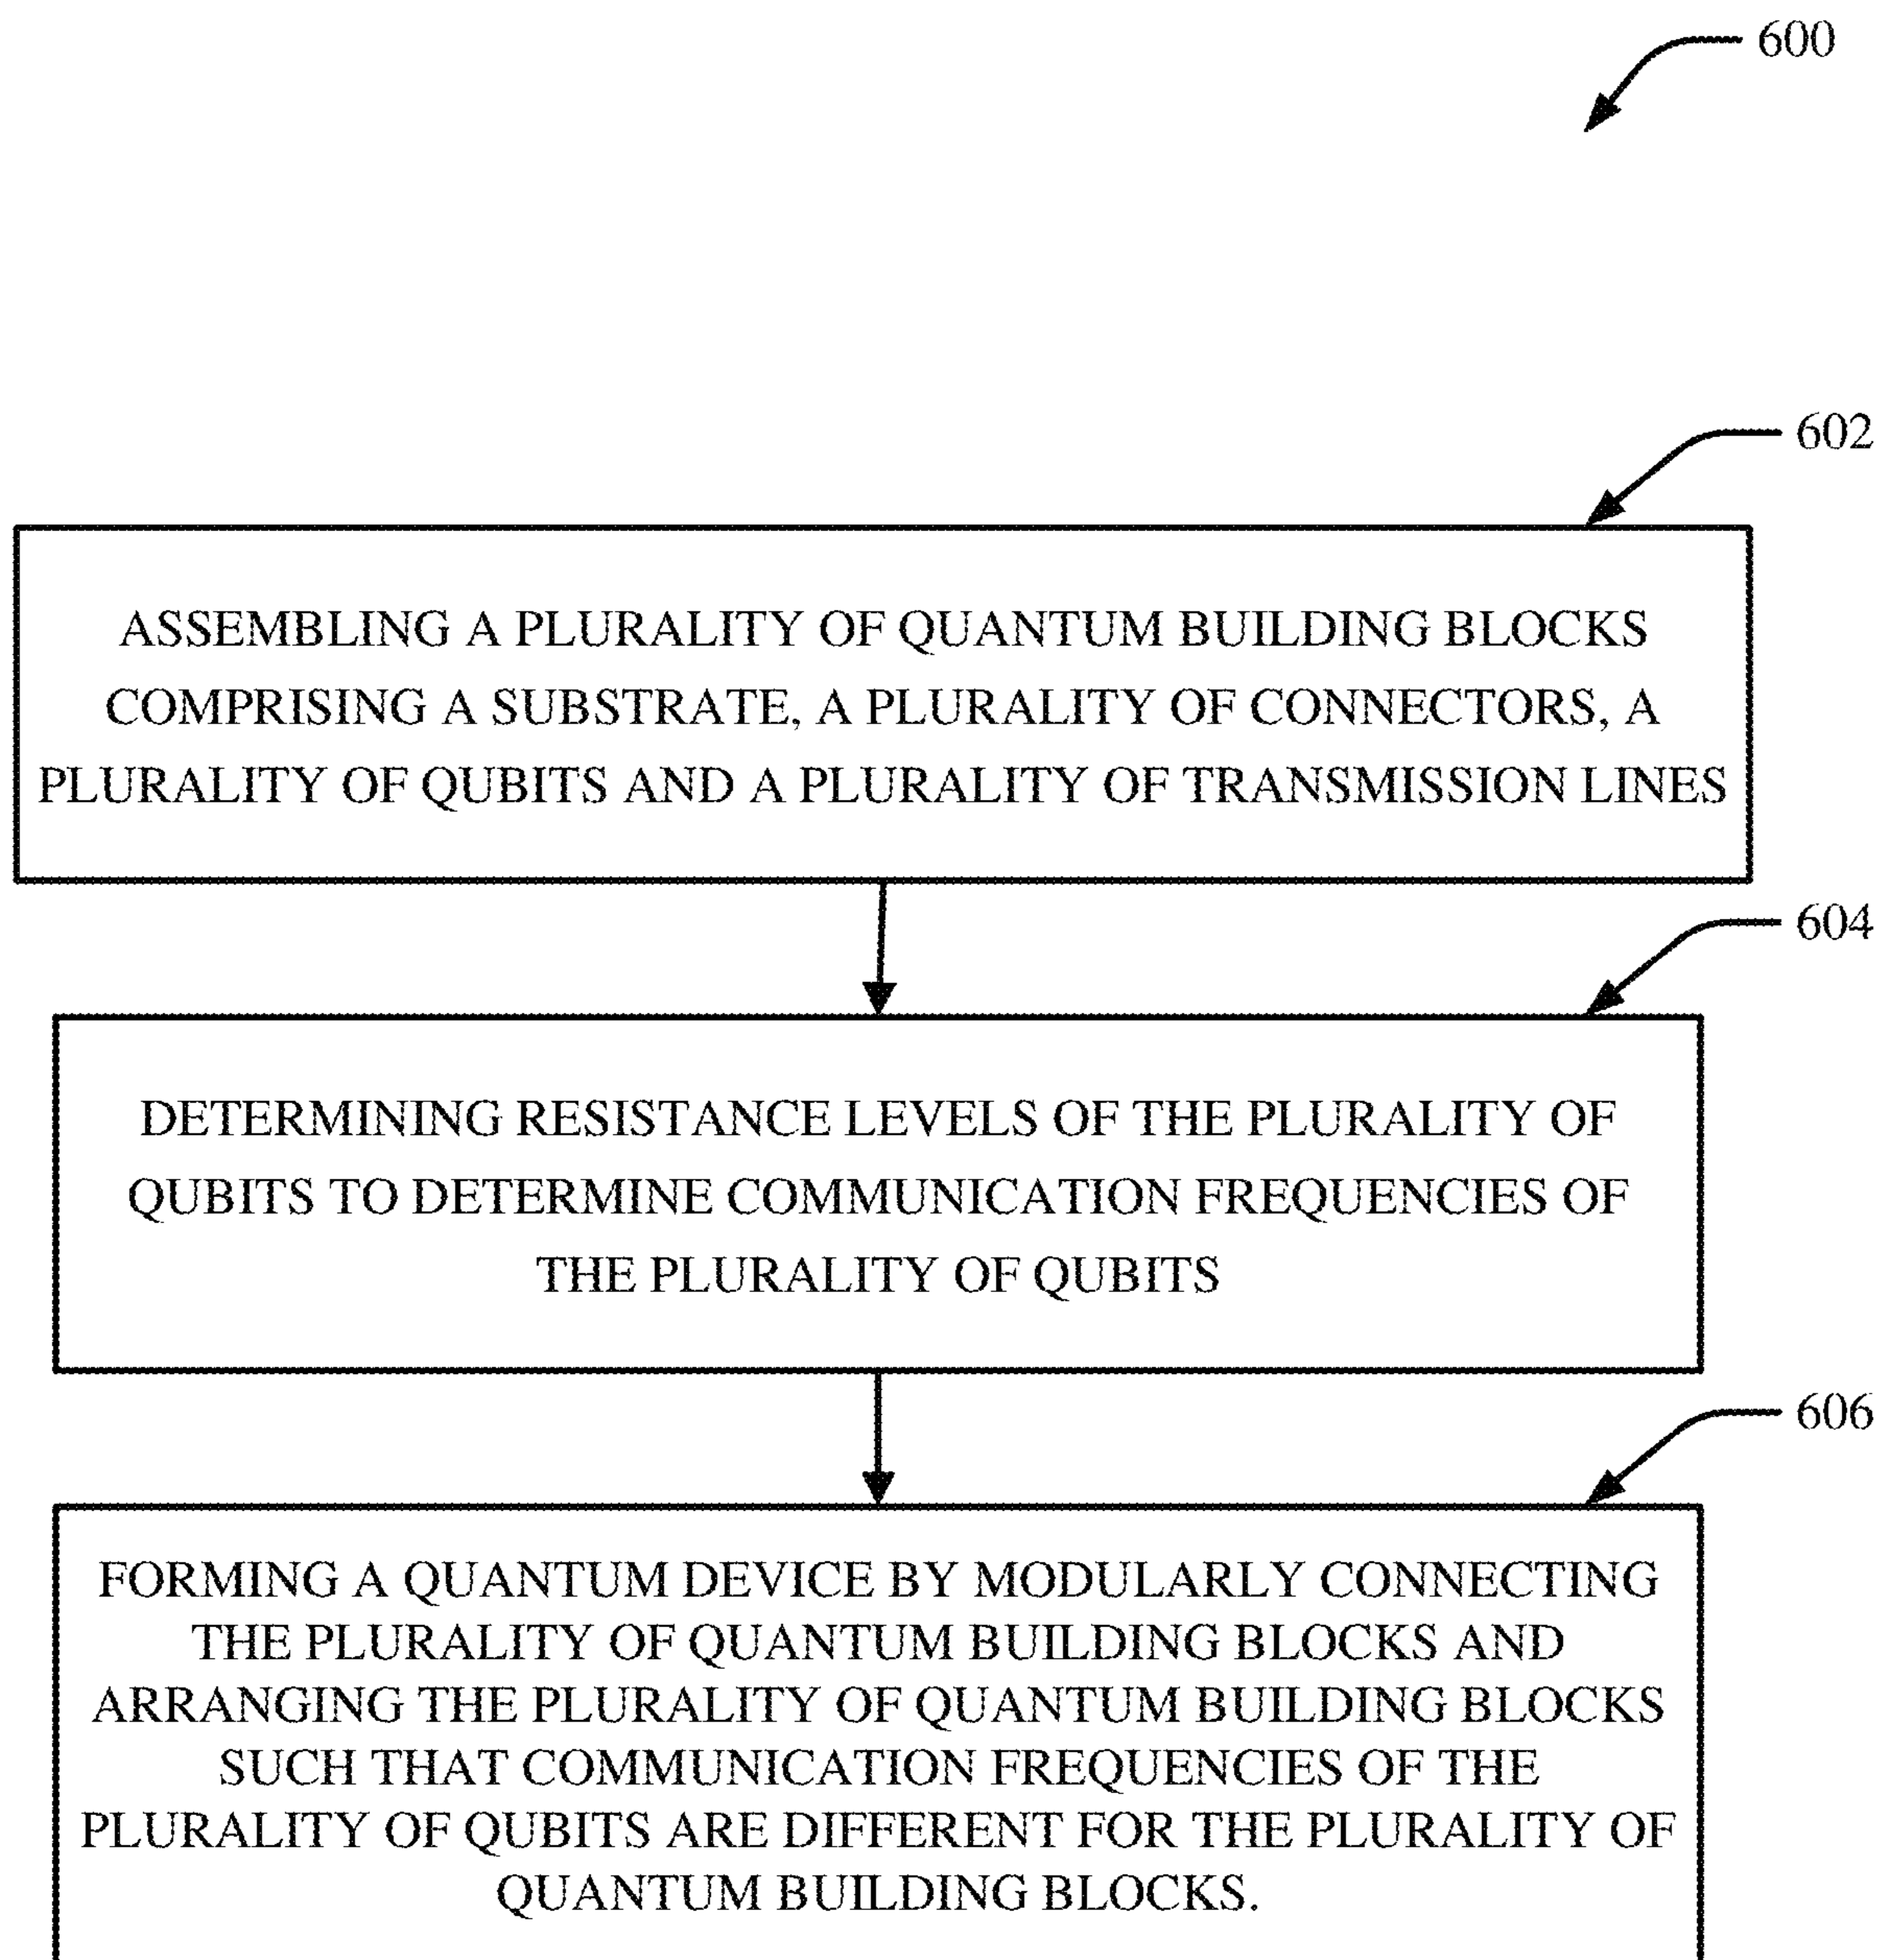 600
602
ASSEMBLING A PLURALITY OF QUANTUM BUILDING BLOCKS
COMPRISING A SUBSTRATE, A PLURALITY OF CONNECTORS, A
PLURALITY OF QUBITS AND A PLURALITY OF TRANSMISSION LINES
604
DETERMINING RESISTANCE LEVELS OF THE PLURALITY OF
QUBITS TO DETERMINE COMMUNICATION FREQUENCIES OF
THE PLURALITY OF QUBITS
606
FORMING A QUANTUM DEVICE BY MODULARLY CONNECTING
THE PLURALITY OF QUANTUM BUILDING BLOCKS AND
ARRANGING THE PLURALITY OF QUANTUM BUILDING BLOCKS
SUCH THAT COMMUNICATION FREQUENCIES OF THE
PLURALITY OF QUBITS ARE DIFFERENT FOR THE PLURALITY OF
QUANTUM BUILDING BLOCKS.